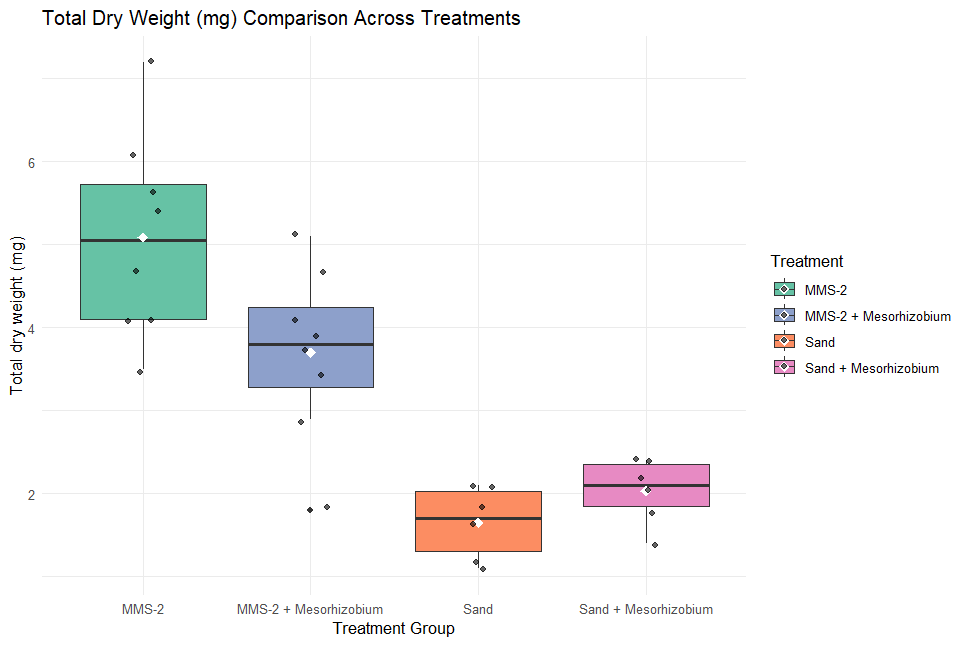 Total Dry Weight (mg) Comparison Across Treatments
Total dry weight (mg)
6
4
2
MMS-2
MMS-2 + Mesorhizobium
Sand
Sand + Mesorhizobium
Treatment Group
Treatment
MMS-2
MMS-2 + Mesorhizobium
Sand
Sand + Mesorhizobium